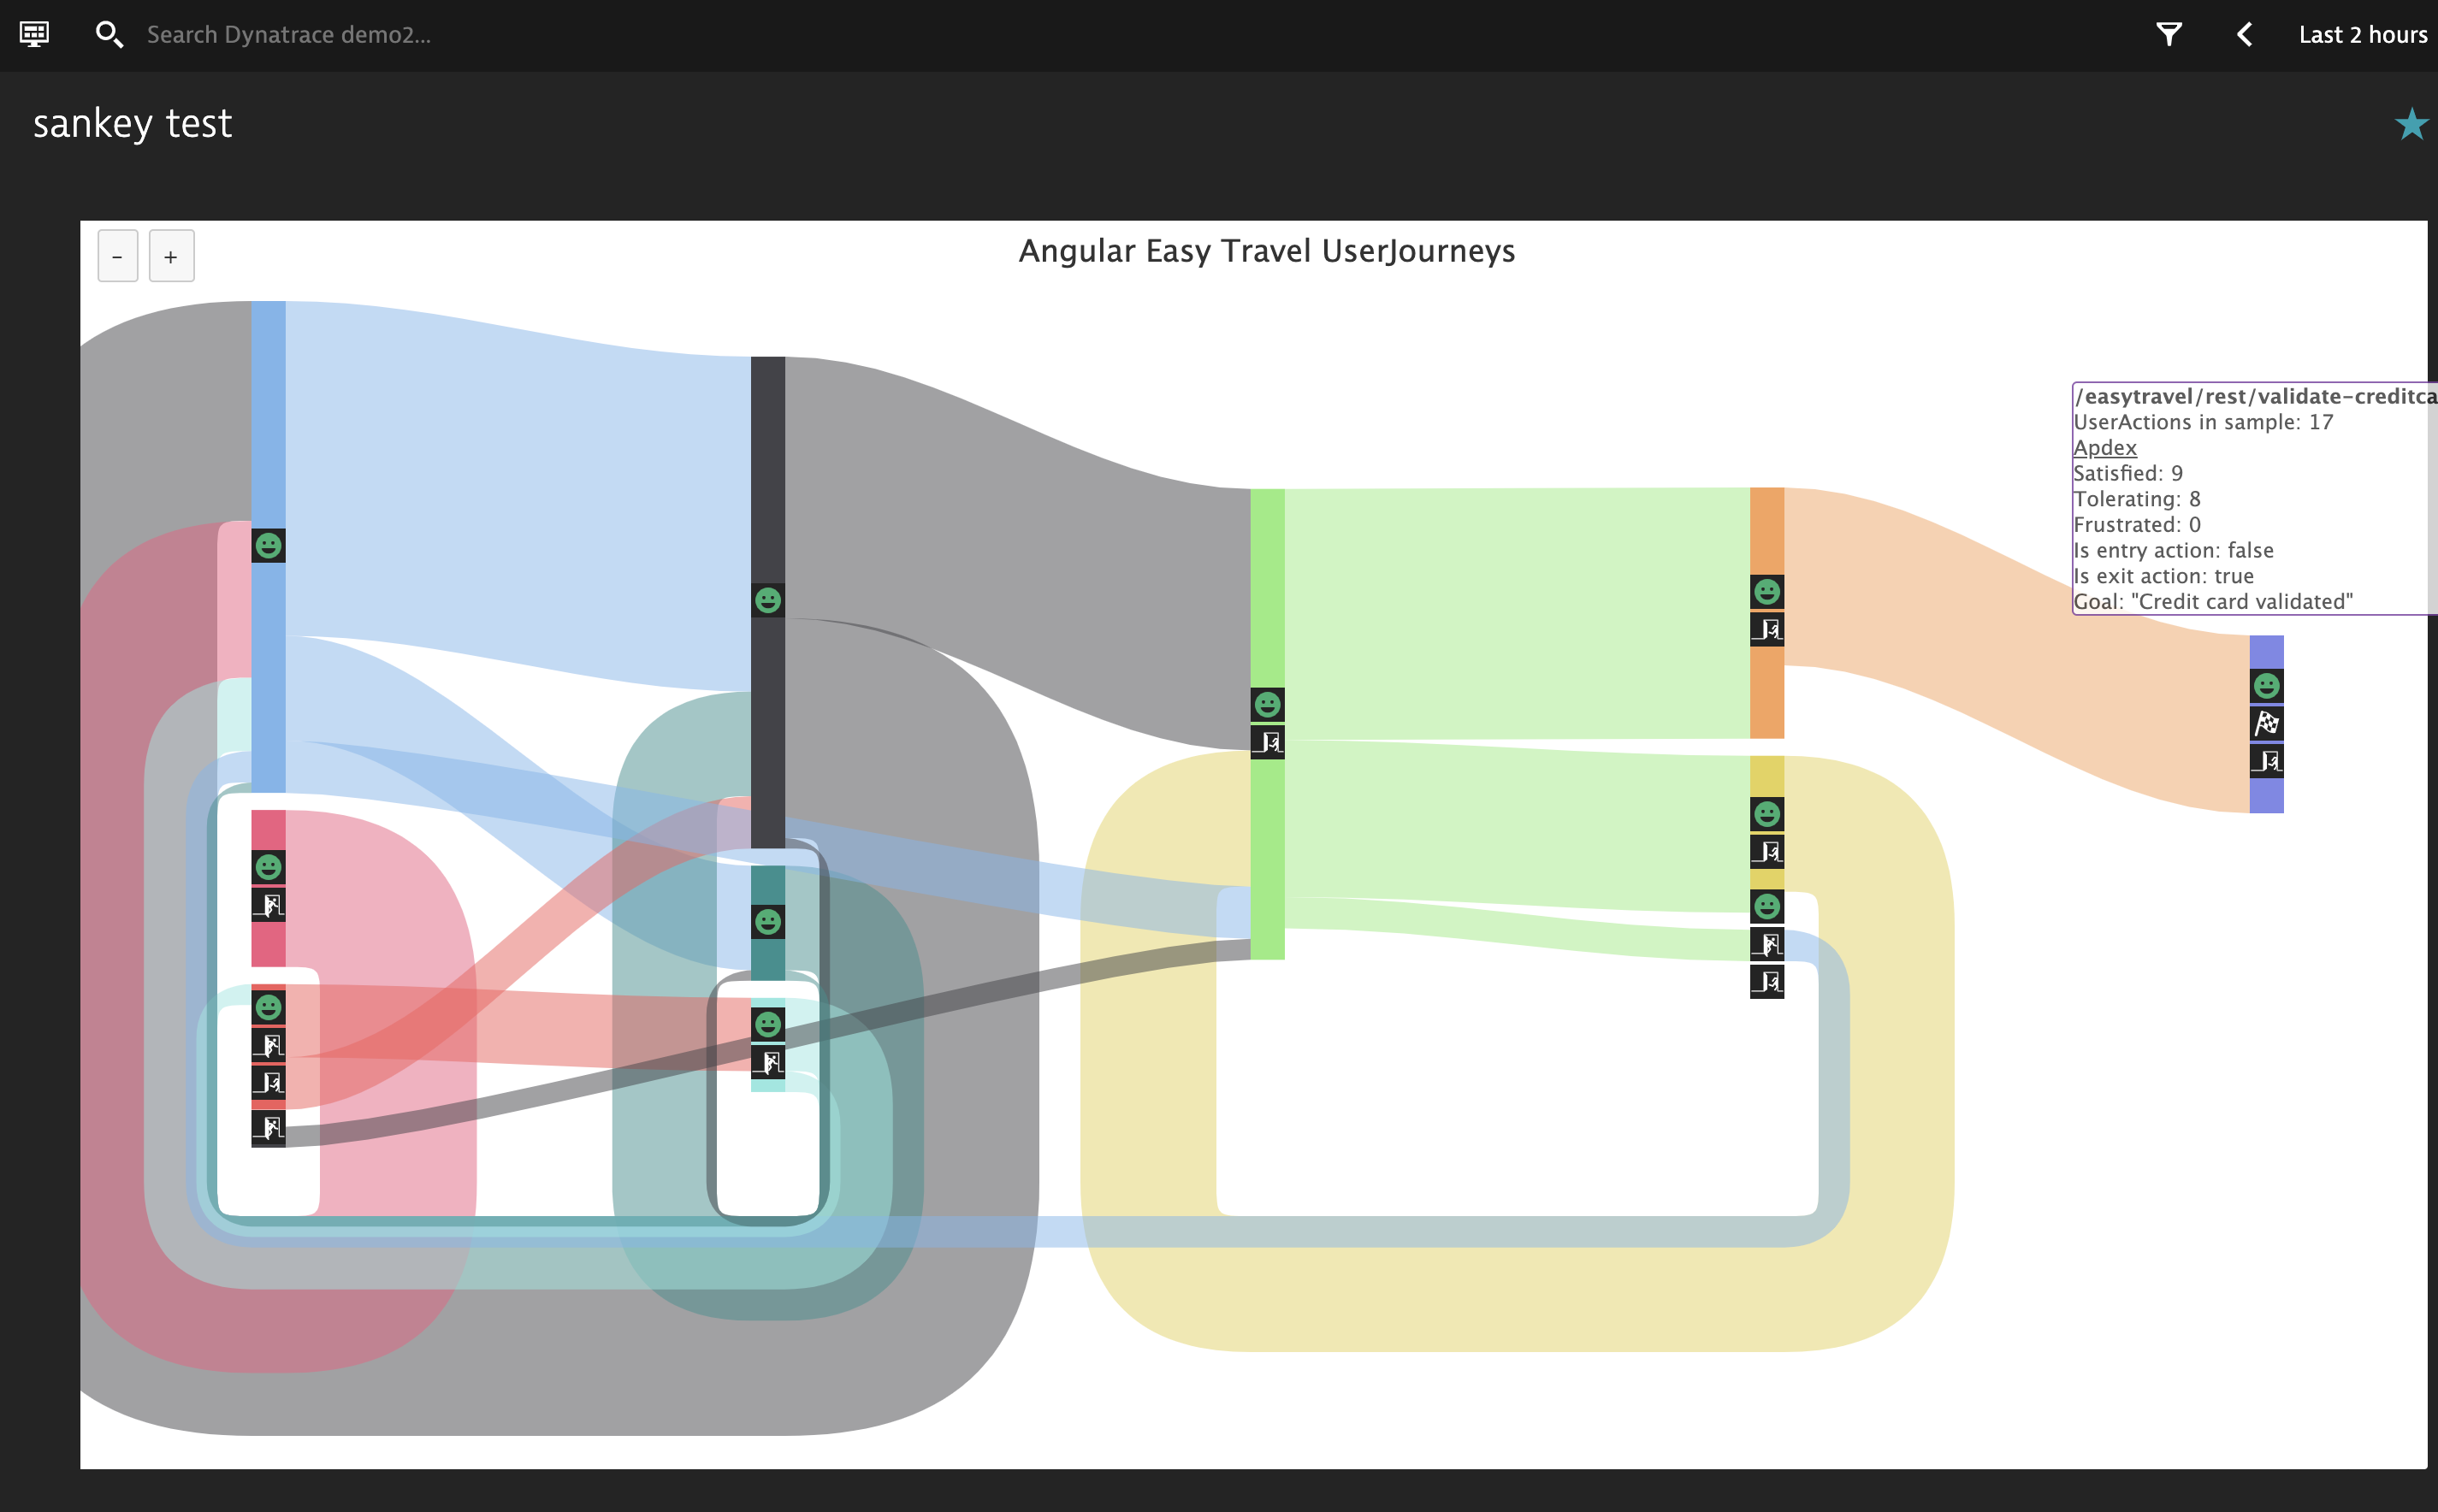 Search Dynatrace demo2...
Last 2 hours
sankey test
-
+
Angular Easy Travel UserJourneys
/easytravel/rest/validate-creditca
UserActions in sample: 17
Apdex
Satisfied: 9
Tolerating: 8
Frustrated: 0
Is entry action: false
Is exit action: true
Goal: "Credit card validated"